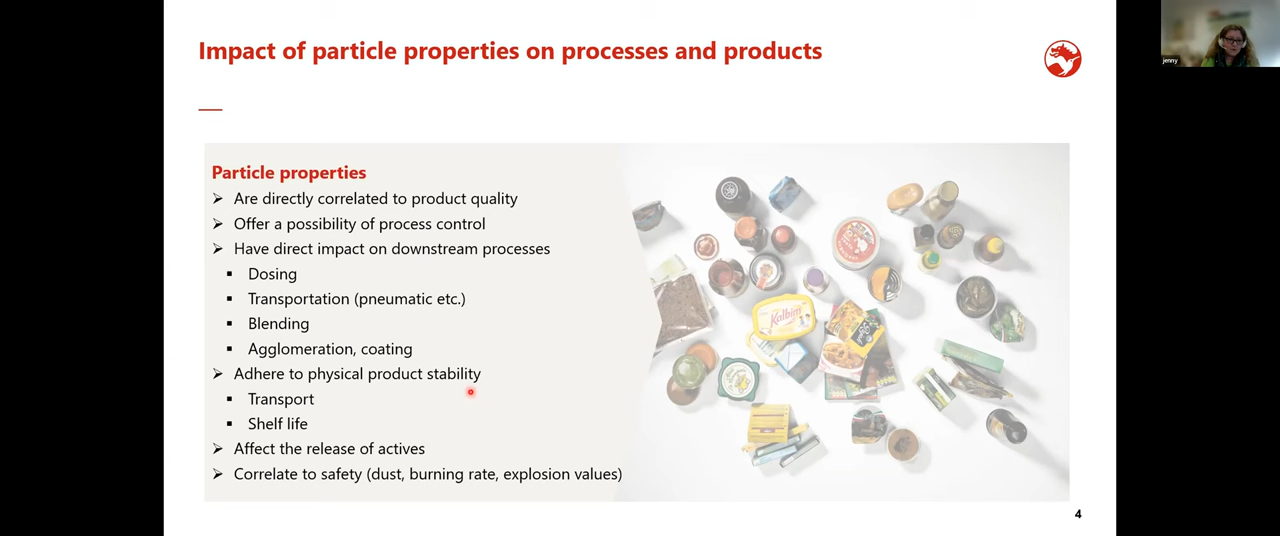 Impact of particle properties on processes and products
jenny
Particle properties
➢ Are directly correlated to product quality
➢ Offer a possibility of process control
➢ Have direct impact on downstream processes
▪ Dosing
▪ Transportation (pneumatic etc.)
▪ Blending
▪ Agglomeration, coating
➢ Adhere to physical product stability
▪ Transport
▪ Shelf life
➢ Affect the release of actives
➢ Correlate to safety (dust, burning rate, explosion values)
4